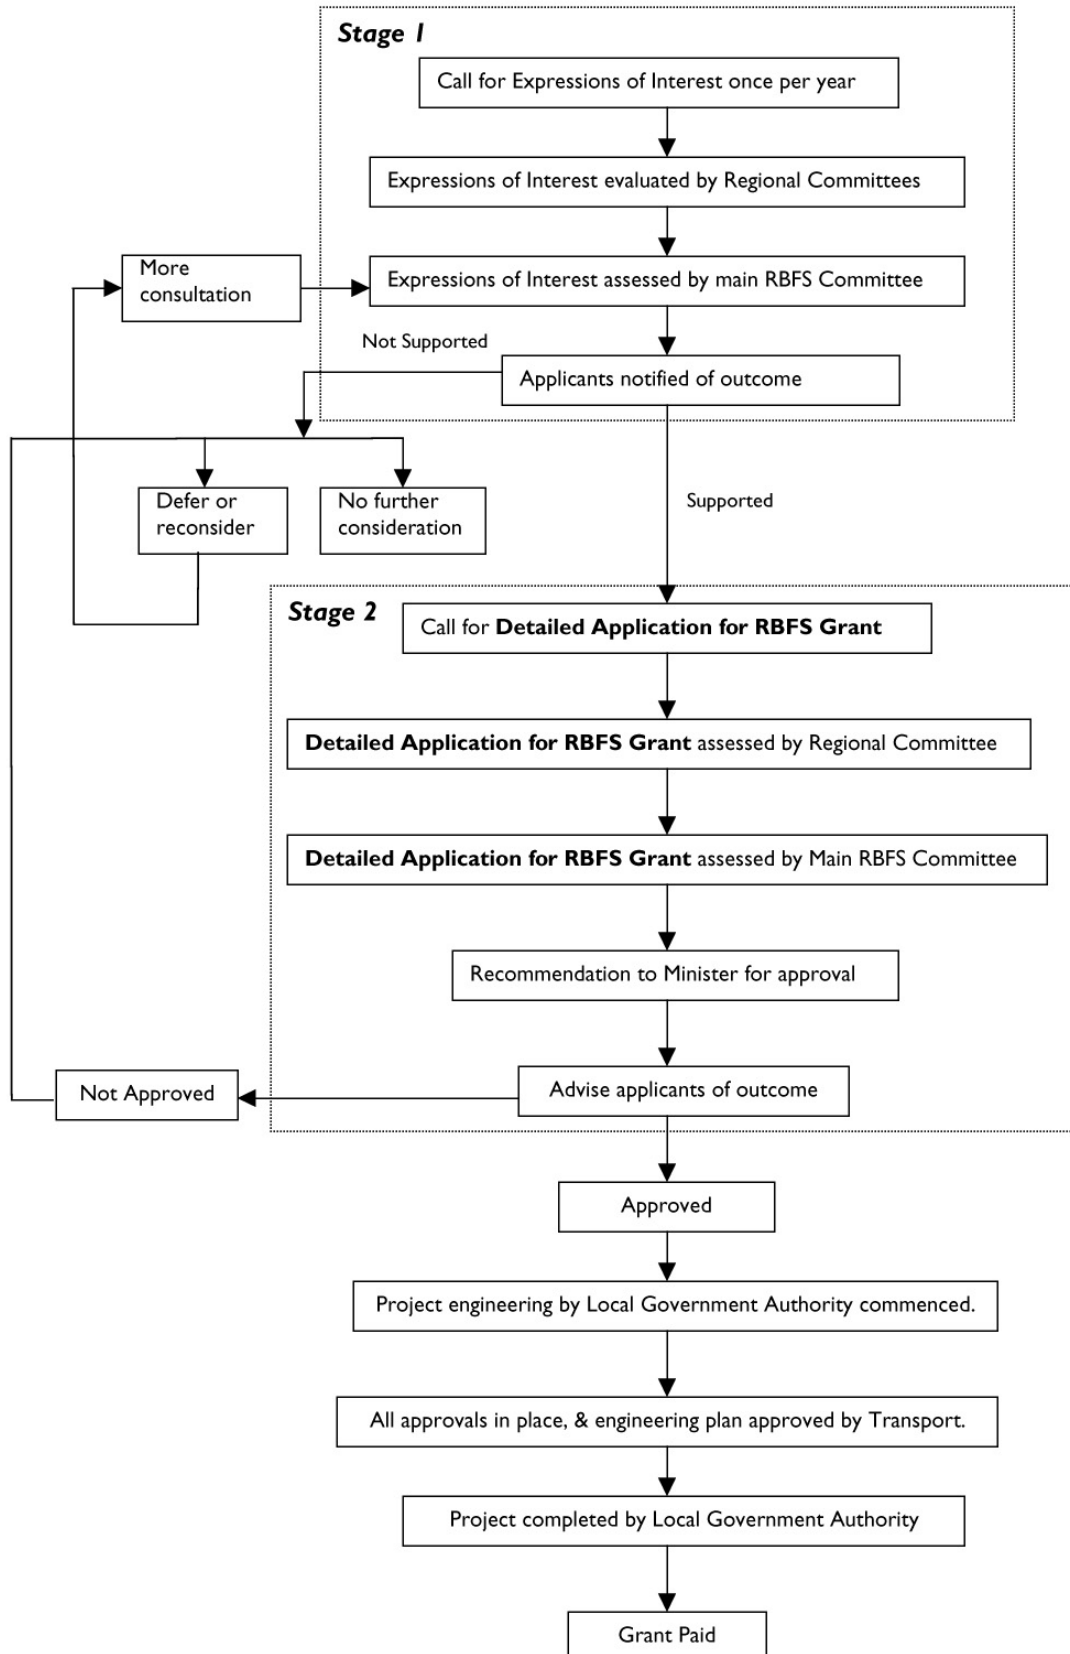 Stage 1
Call for Expressions of Interest once per year
Expressions of Interest evaluated by Regional Committees
More
consultation
Expressions of Interest assessed by main RBFS Committee
Not Supported
Applicants notified of outcome
Defer or
reconsider
No further
consideration
Supported
Stage 2
Call for Detailed Application for RBFS Grant
Detailed Application for RBFS Grant assessed by Regional Committee
Detailed Application for RBFS Grant assessed by Main RBFS Committee
Recommendation to Minister for approval
Not Approved
Advise applicants of outcome
Approved
Project engineering by Local Government Authority commenced.
All approvals in place, & engineering plan approved by Transport.
Project completed by Local Government Authority
Grant Paid